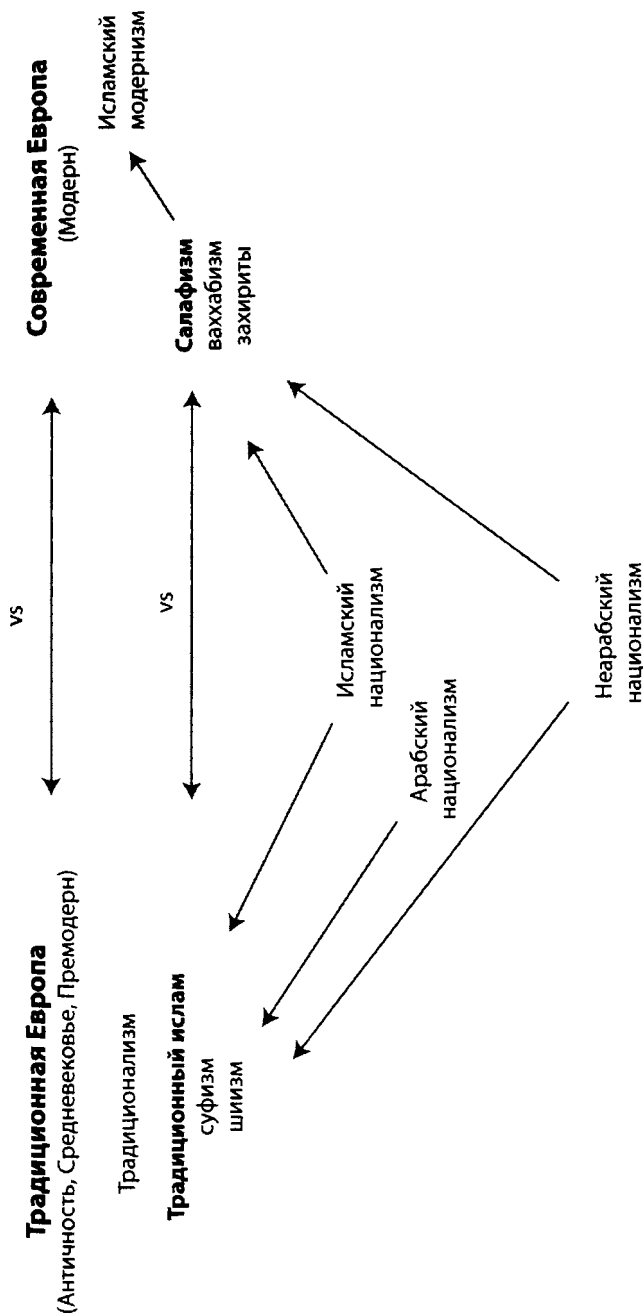 Традиционная Европа
(Античность, Средневековье, Премодерн)
vs
Современная Европа
(Модерн)
Традиционализм
Исламский
модернизм
Традиционный ислам
суфизм
шиизм
vs
Салафизм
ваххабизм
захириты
Исламский
национализм
Арабский
национализм
Неарабский
национализм